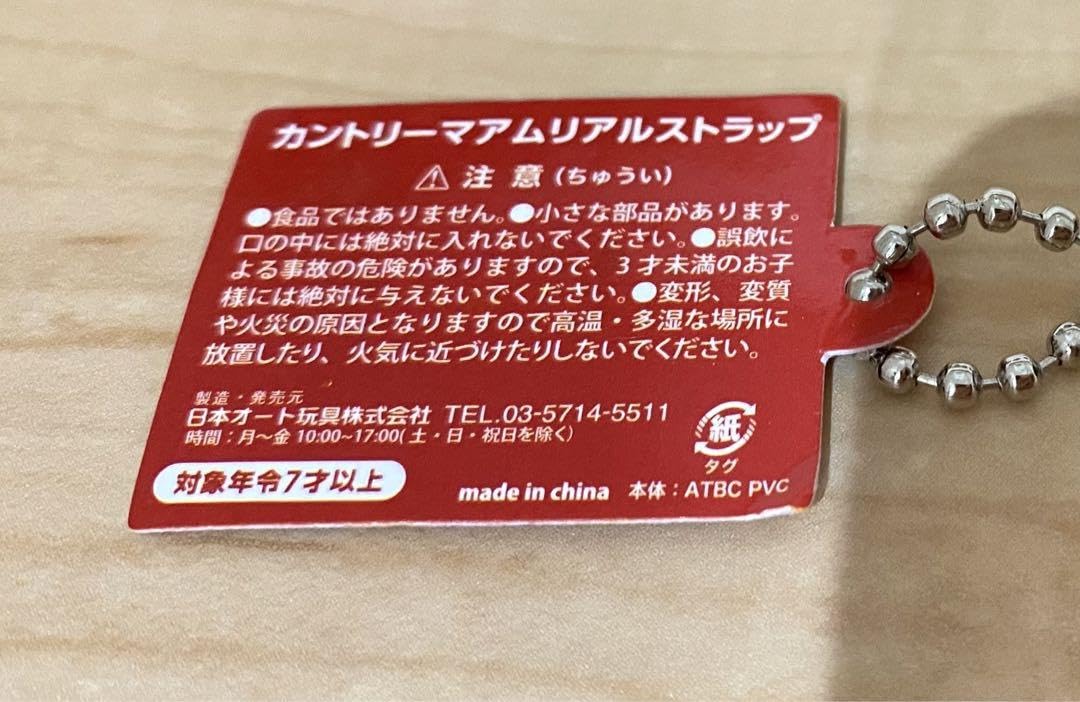 カントリーマアムリアルストラップ
注意(ちゅうい)
●食品ではありません。●小さな部品があります。
口の中には絶対に入れないでください。●誤飲に
よる事故の危険がありますので、3才未満のお子
様には絶対に与えないでください。●変形、変質
や火災の原因となりますので高温・多湿な場所に
放置したり、火気に近づけたりしないでください。
製造・発売元
日本オート玩具株式会社 TEL.03-5714-5511
時間：月〜金 10:00~17:00(土・日・祝日を除く)
紙
タグ
対象年令7才以上
made in china 本体：ATBC PVC